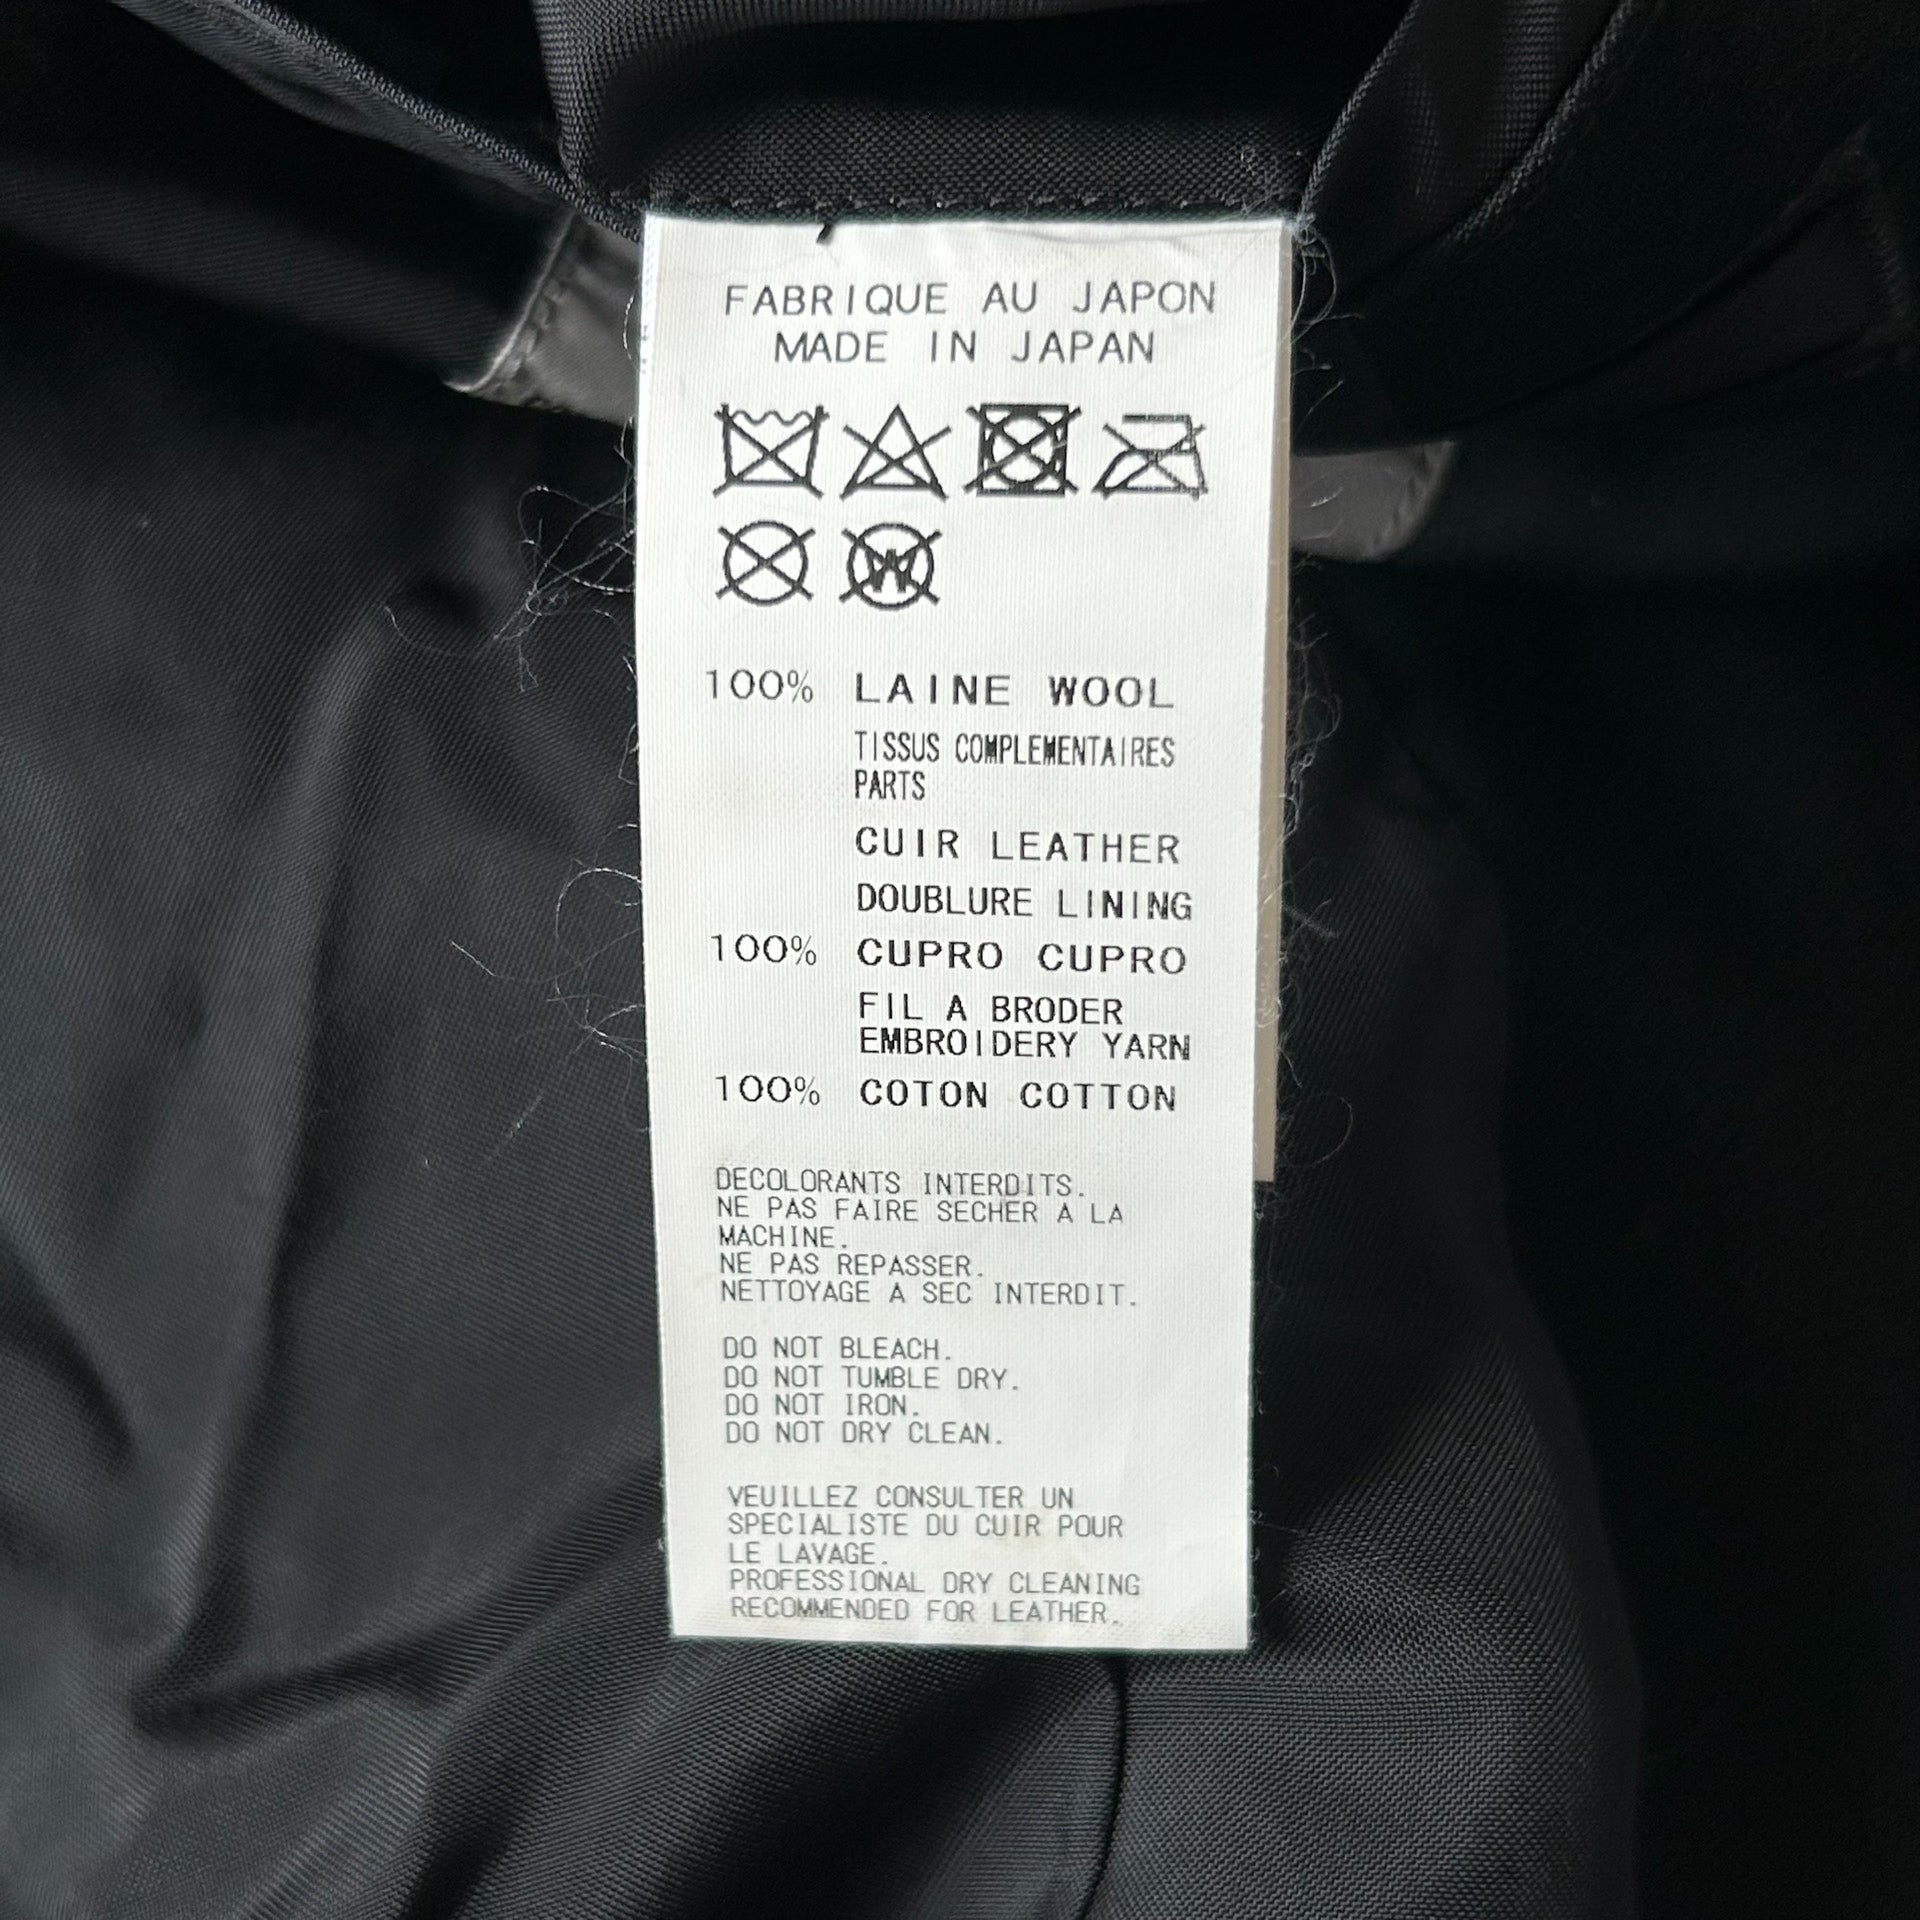 FABRIQUE AU JAPON
MADE IN JAPAN
W
100% LAINE WOOL
TISSUS COMPLEMENTAIRES
PARTS
CUIR LEATHER
DOUBLURE LINING
100% CUPRO CUPRO
FIL A BRODER
EMBROIDERY YARN
100% COTON COTTON
DECOLORANTS INTERDITS.
NE PAS FAIRE SECHER A LA
MACHINE.
NE PAS REPASSER.
NETTOYAGE A SEC INTERDIT.
DO NOT BLEACH.
DO NOT TUMBLE DRY.
DO NOT IRON.
DO NOT DRY CLEAN.
VEUILLEZ CONSULTER UN
SPECIALISTE DU CUIR POUR
LE LAVAGE.
PROFESSIONAL DRY CLEANING
RECOMMENDED FOR LEATHER.